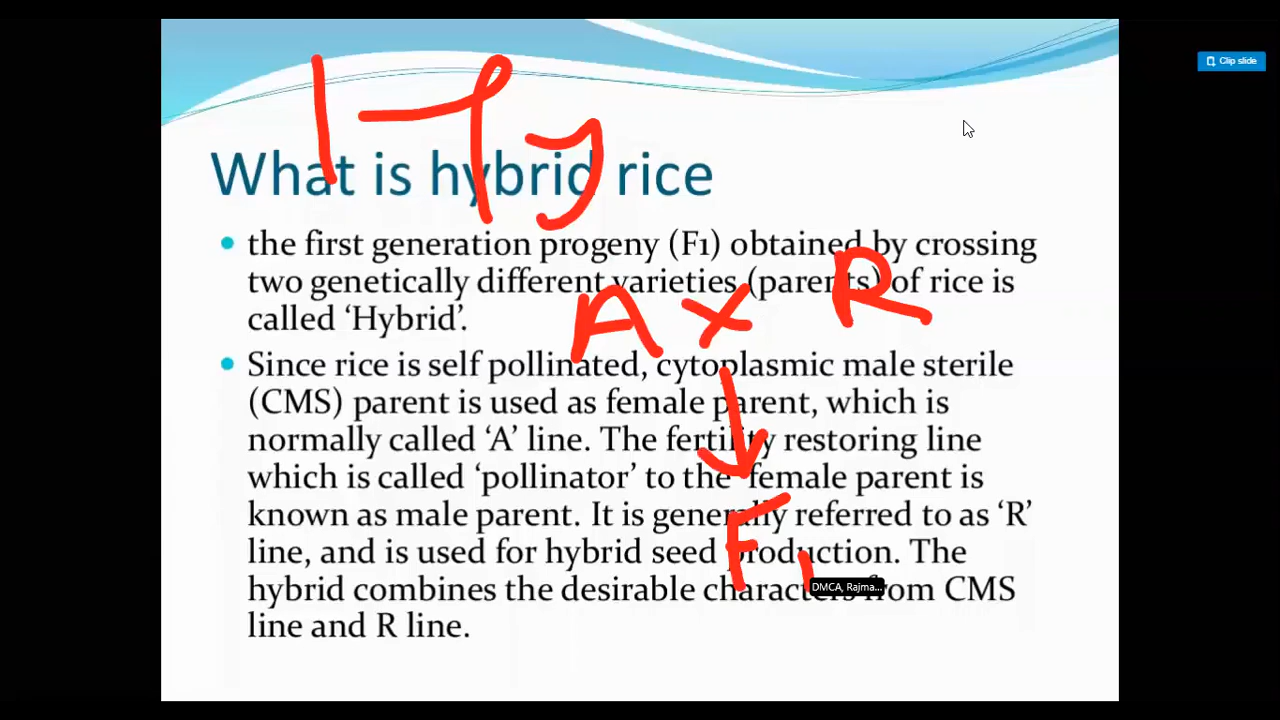 Clip slide
Hy
What is hybrid rice
the first generation progeny (F1) obtained by crossing
two genetically different varieties (parents) of rice is
called ‘Hybrid’.
A x R
Since rice is self pollinated, cytoplasmic male sterile
(CMS) parent is used as female parent, which is
normally called ‘A’ line. The fertility restoring line
which is called ‘pollinator’ to the female parent is
known as male parent. It is generally referred to as ‘R’
line, and is used for hybrid seed production. The
F1
DMCA, Rajma...
hybrid combines the desirable characters from CMS
line and R line.